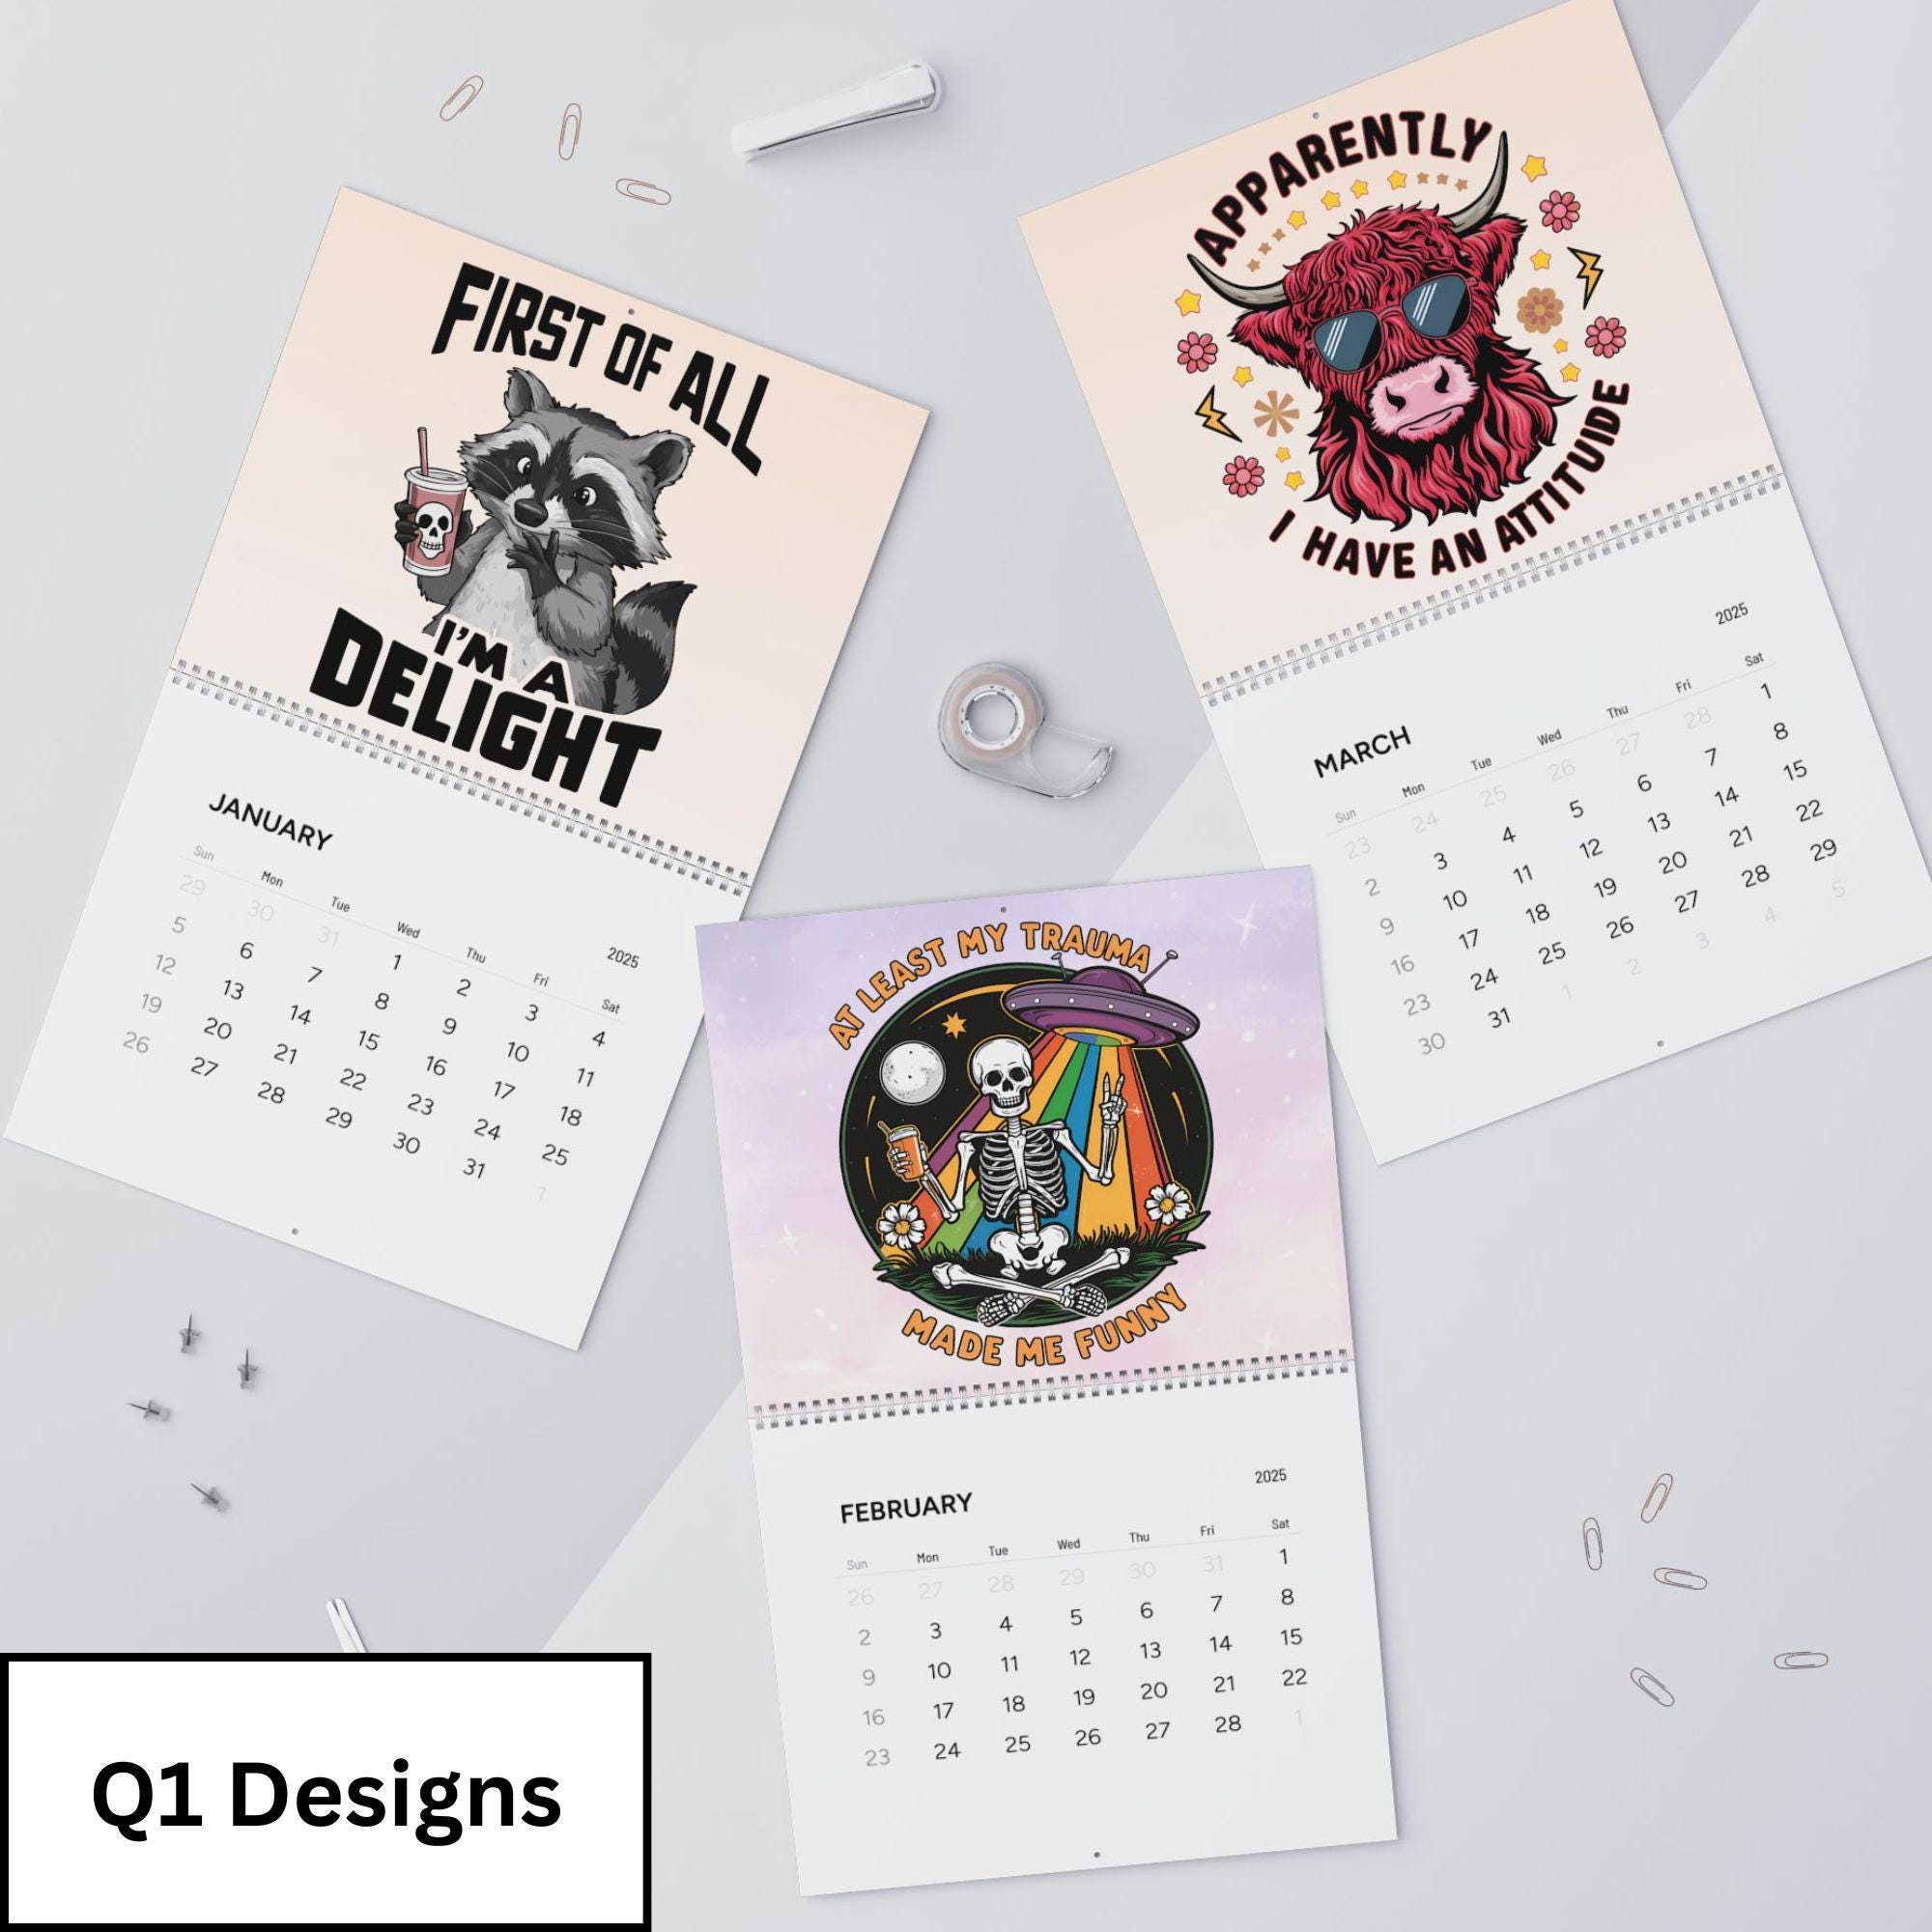 FIRST OF ALL
I'M A
DELIGHT
JANUARY
2025
Sun Mon Tue Wed Thu Fri Sat
29 30 31 1 2 3 4
5 6 7 8 9 10 11
12 13 14 15 16 17 18
19 20 21 22 23 24 25
26 27 28 29 30 31 1
APPARENTLY
I HAVE AN ATTITUDE
MARCH
2025
Sun Mon Tue Wed Thu Fri Sat
23 24 25 26 27 28 1
2 3 4 5 6 7 8
9 10 11 12 13 14 15
16 17 18 19 20 21 22
23 24 25 26 27 28 29
30 31 1 2 3 4 5
AT LEAST MY TRAUMA
MADE ME FUNNY
FEBRUARY
2025
Sun Mon Tue Wed Thu Fri Sat
26 27 28 29 30 31 1
2 3 4 5 6 7 8
9 10 11 12 13 14 15
16 17 18 19 20 21 22
23 24 25 26 27 28 1
Q1 Designs